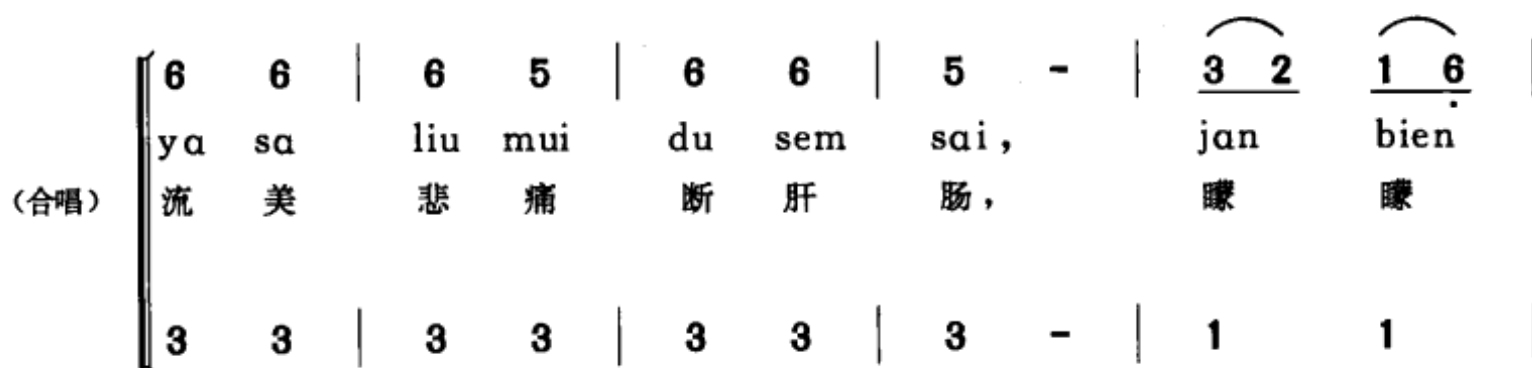 6 6 | 6 5 | 6 6 | 5 - | 3 2 1 6̣ |
ya sa liu mui du sem sai, jan bien
(合唱) 流 美 悲 痛 断 肝 肠, 矇 矇
3 3 | 3 3 | 3 3 | 3 - | 1 1 |